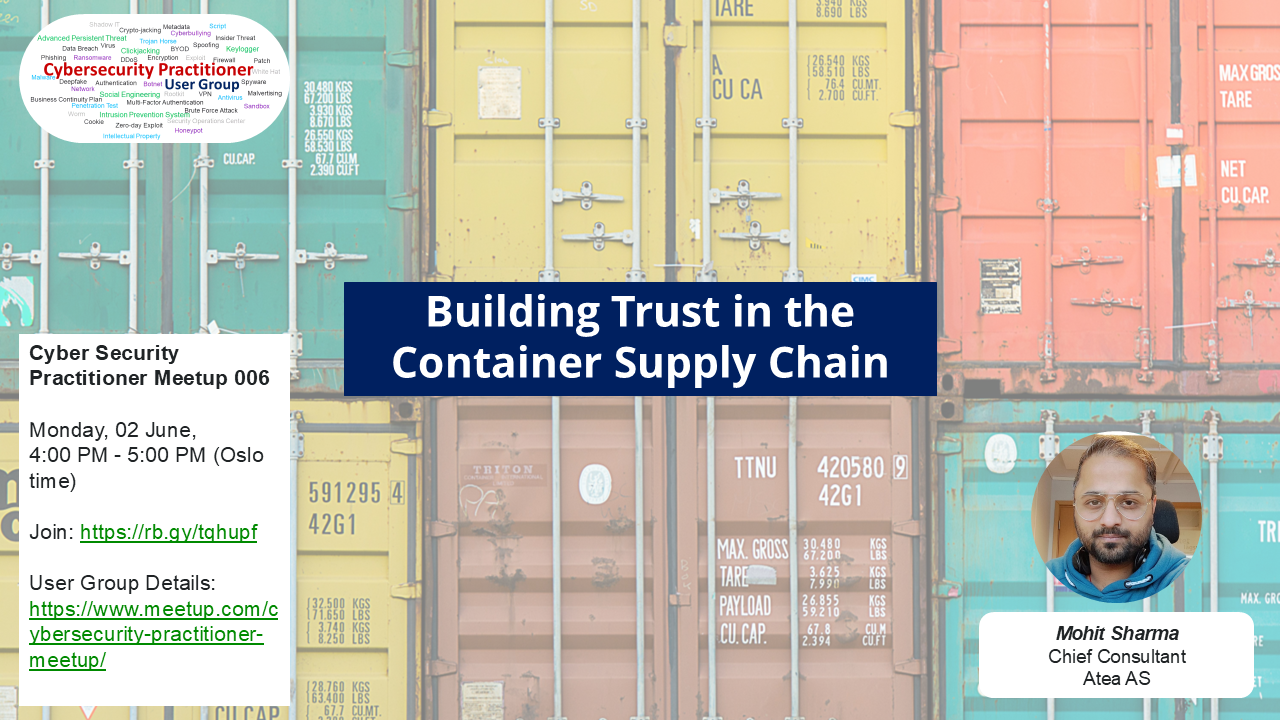 Shadow IT
Crypto-jacking Metadata Script
Advanced Persistent Threat Cyberbullying
Trojan Horse Insider Threat
Data Breach Virus Clickjacking BYOD Spoofing Keylogger
Phishing Ransomware DDoS Encryption Exploit Firewall Patch
Cybersecurity Practitioner
White Hat
Malware Deepfake Authentication Botnet User Group Spyware
Network Social Engineering Rootkit VPN Malvertising
Business Continuity Plan Multi-Factor Authentication Antivirus
Penetration Test Brute Force Attack Sandbox
Worm Intrusion Prevention System
Cookie Zero-day Exploit Security Operations Center
Honeypot
Intellectual Property
30.480 KGS
67.200 LBS
3.830 KGS
8.670 LBS
26.550 KGS
58.530 LBS
67.7 CU.M
2.390 CU.FT
CU.CAP.
TARE
3.940 KGS
8.690 LBS
CU CA
26.540 KGS
58.510 LBS
76.4 CU.MT.
2.700 CU.FT.
MAX GROS
TARE
NET
CU. CAP.
CIMC
Building Trust in the
Container Supply Chain
Cyber Security
Practitioner Meetup 006
Monday, 02 June,
4:00 PM - 5:00 PM (Oslo
time)
Join: https://rb.gy/tqhupf
User Group Details:
https://www.meetup.com/c
ybersecurity-practitioner-
meetup/
591295 4
42G1
32.500 KGS
71.650 LBS
3.740 KGS
8.250 LBS
28.760 KGS
63.400 LBS
67.7 CU.MT.
CU CAP
TRITON
CONTAINER INTERNATIONAL
LIMITED
TTNU 420580 9
42G1
MAX. GROSS 30.480 KGS
67.200 LBS
TARE 3.625 KGS
7.990 LBS
PAYLOAD 26.855 KGS
59.210 LBS
CU. CAP. 67.8 CU.M
2.394 CU.FT
MAX. GRO
Mohit Sharma
Chief Consultant
Atea AS